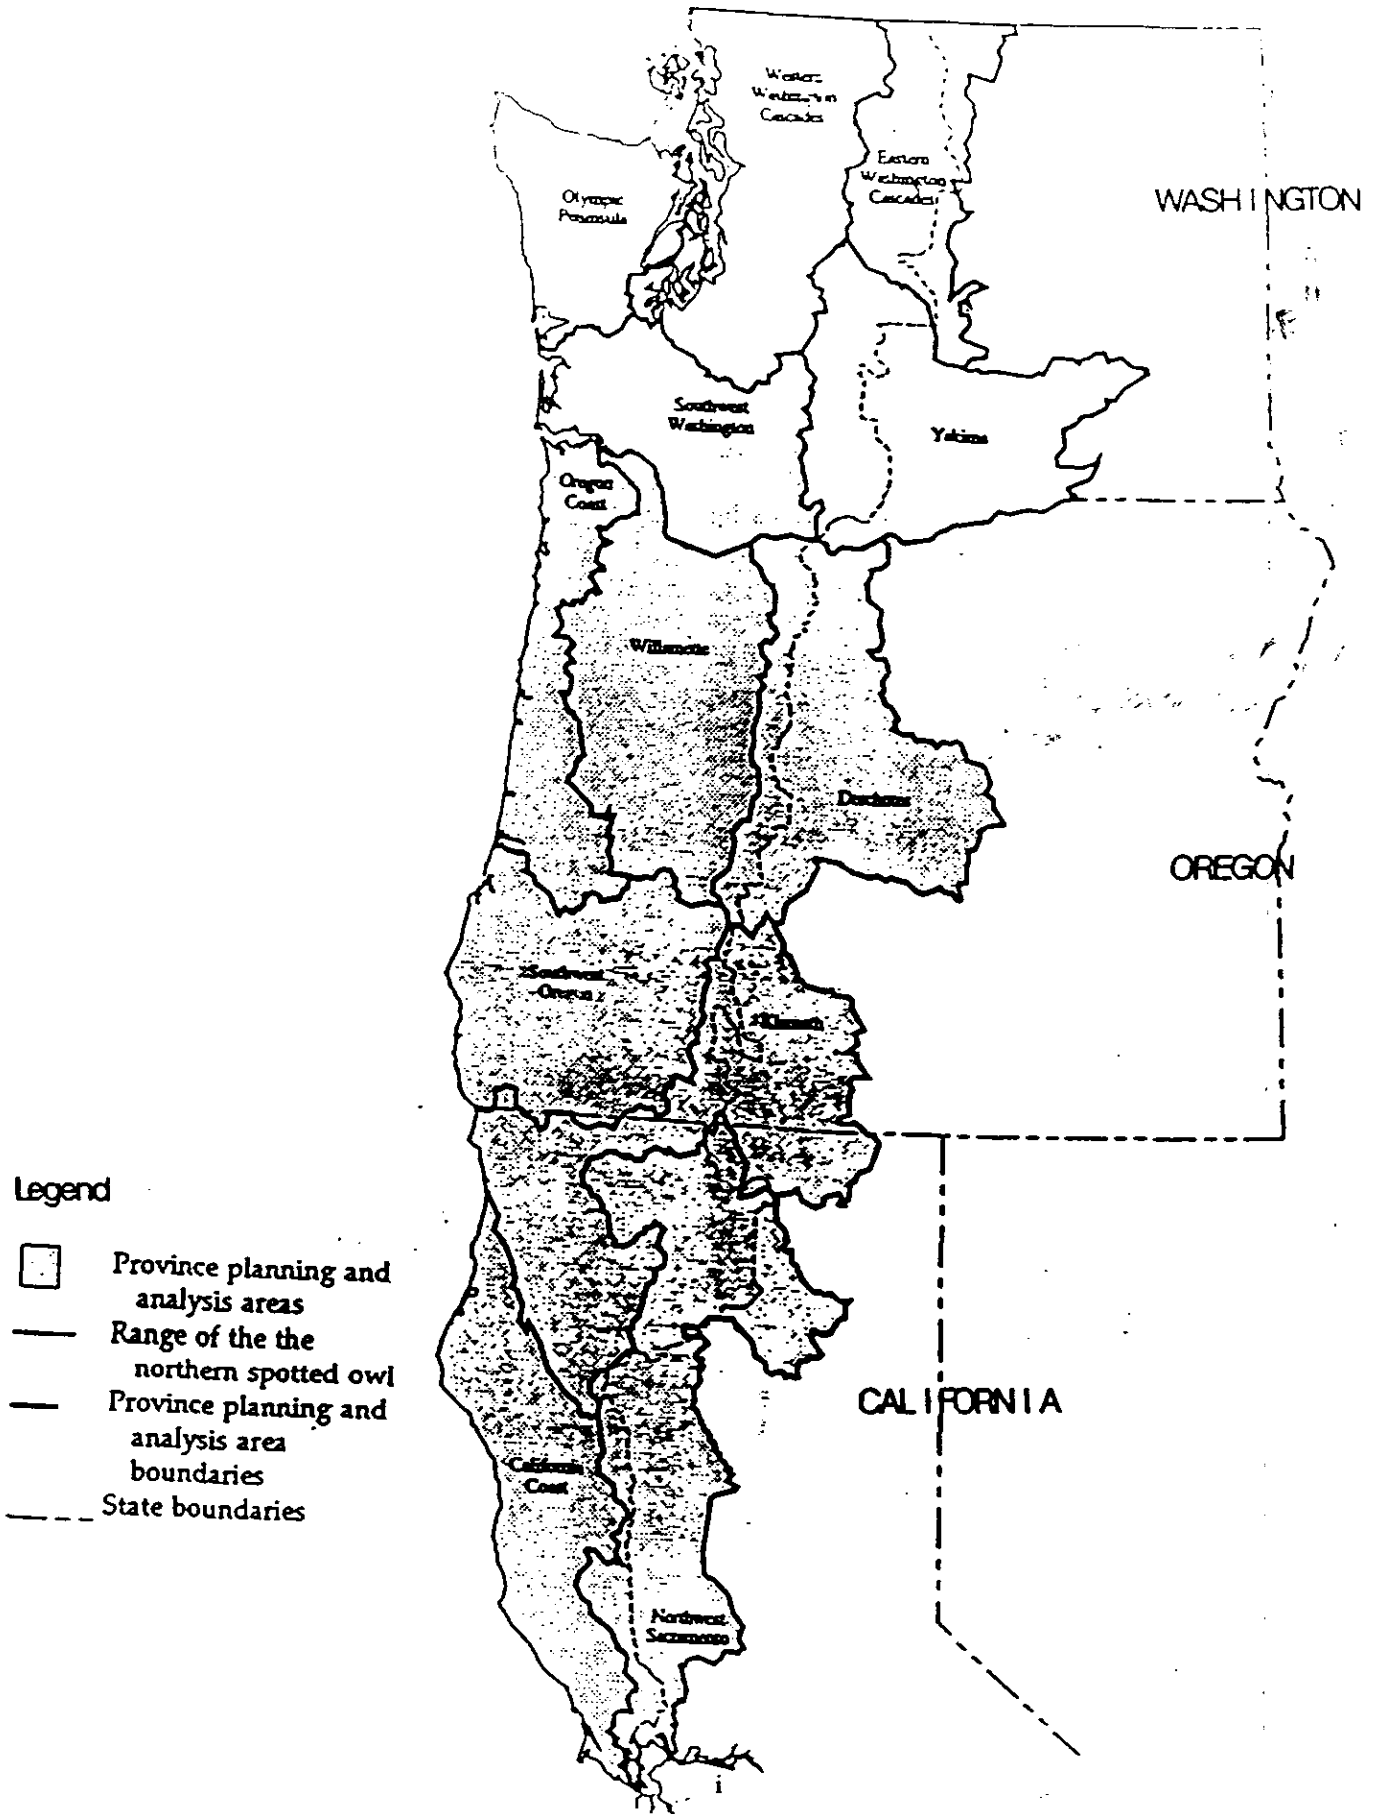 Western
Washington
Cascades
Eastern
Washington
Cascades
WASHINGTON
Olympic
Peninsula
Southwest
Washington
Yakima
Oregon
Coast
Willamette
Deschutes
OREGON
Southwest
Oregon
Klamath
Legend
Province planning and
analysis areas
Range of the the
northern spotted owl
Province planning and
analysis area
boundaries
State boundaries
CALIFORNIA
California
Coast
Northwest
Sacramento
i